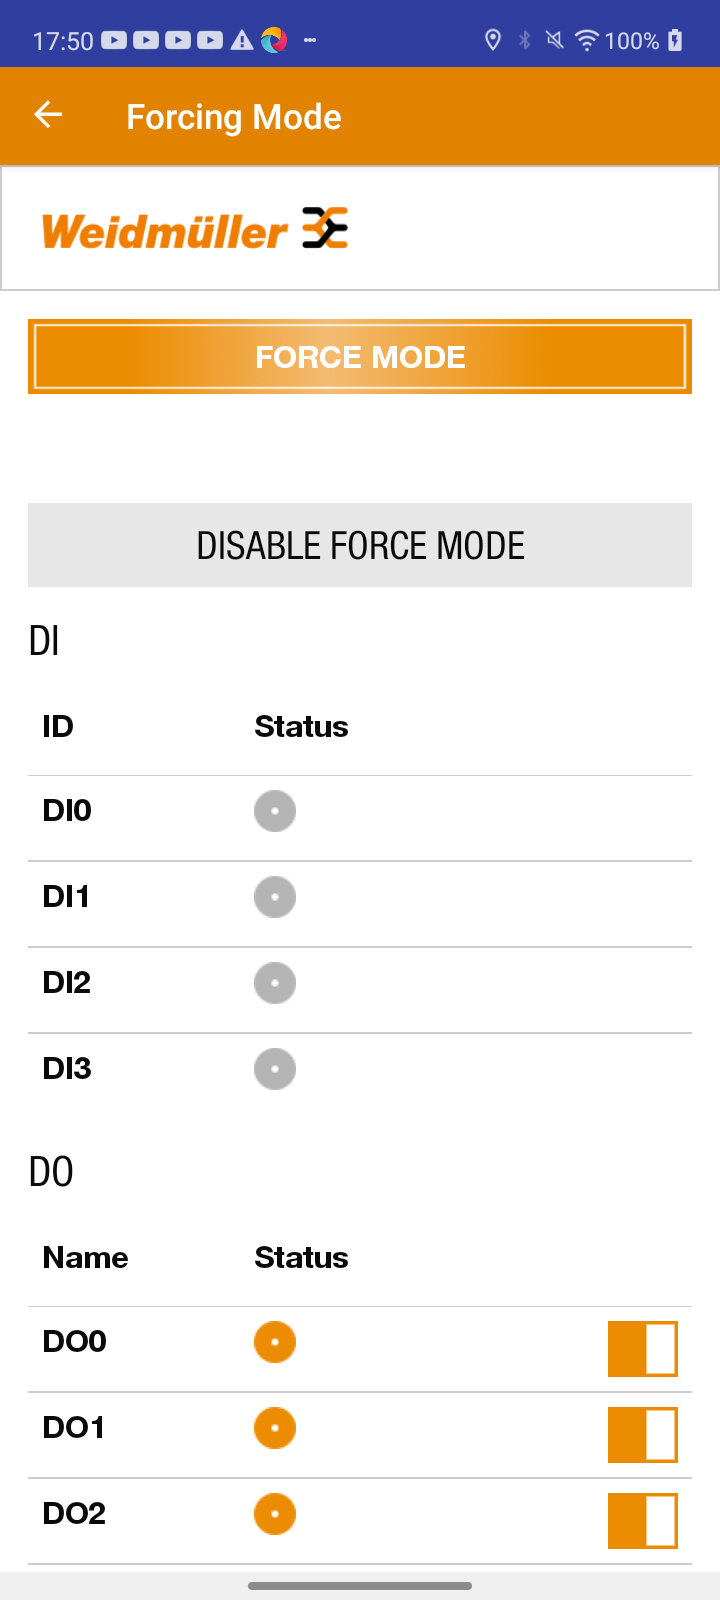 17:50 100%
Forcing Mode
Weidmüller
FORCE MODE
DISABLE FORCE MODE
DI
ID Status
DI0
DI1
DI2
DI3
DO
Name Status
DO0
DO1
DO2